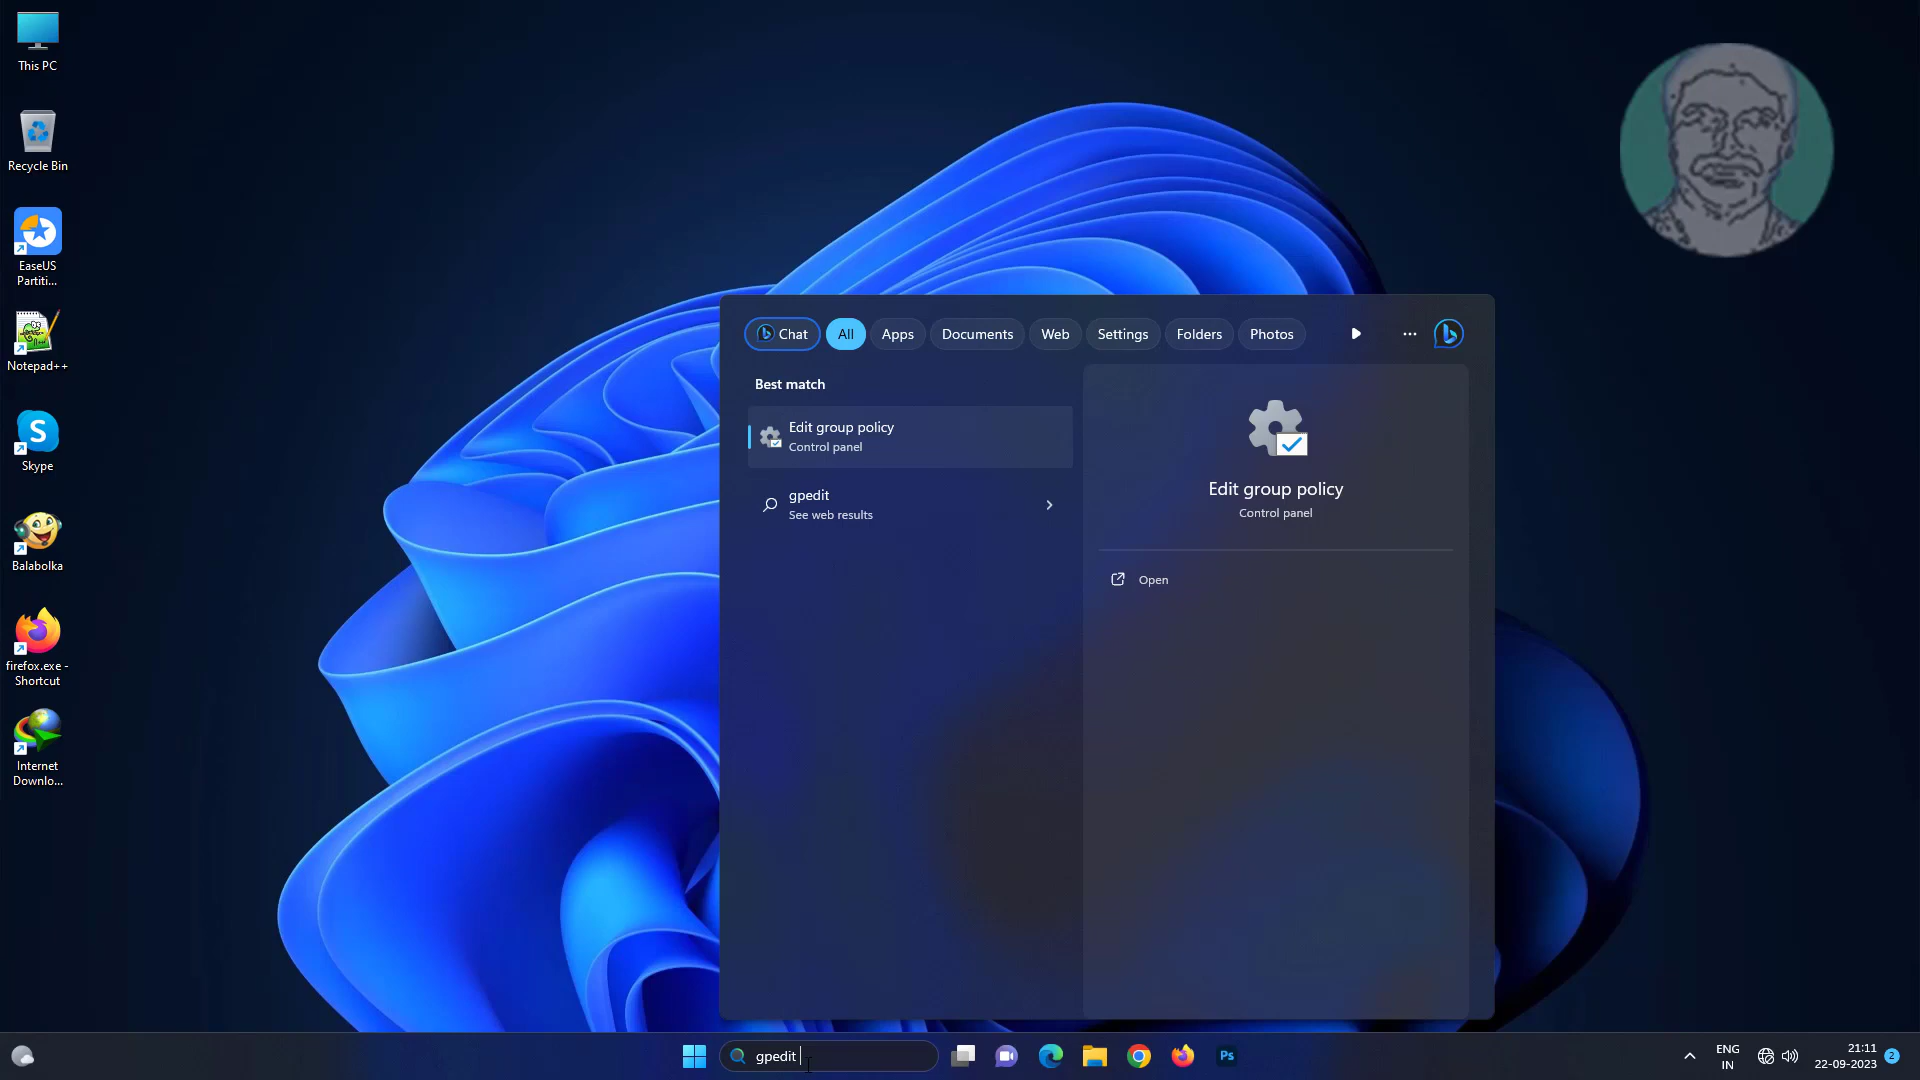 This PC
Recycle Bin
EaseUS
Partiti...
Notepad++
Skype
Balabolka
firefox.exe -
Shortcut
Internet
Downlo...
Chat
All
Apps
Documents
Web
Settings
Folders
Photos
Best match
Edit group policy
Control panel
gpedit
See web results
Edit group policy
Control panel
Open
gpedit
Ps
ENG
IN
21:11
22-09-2023
2